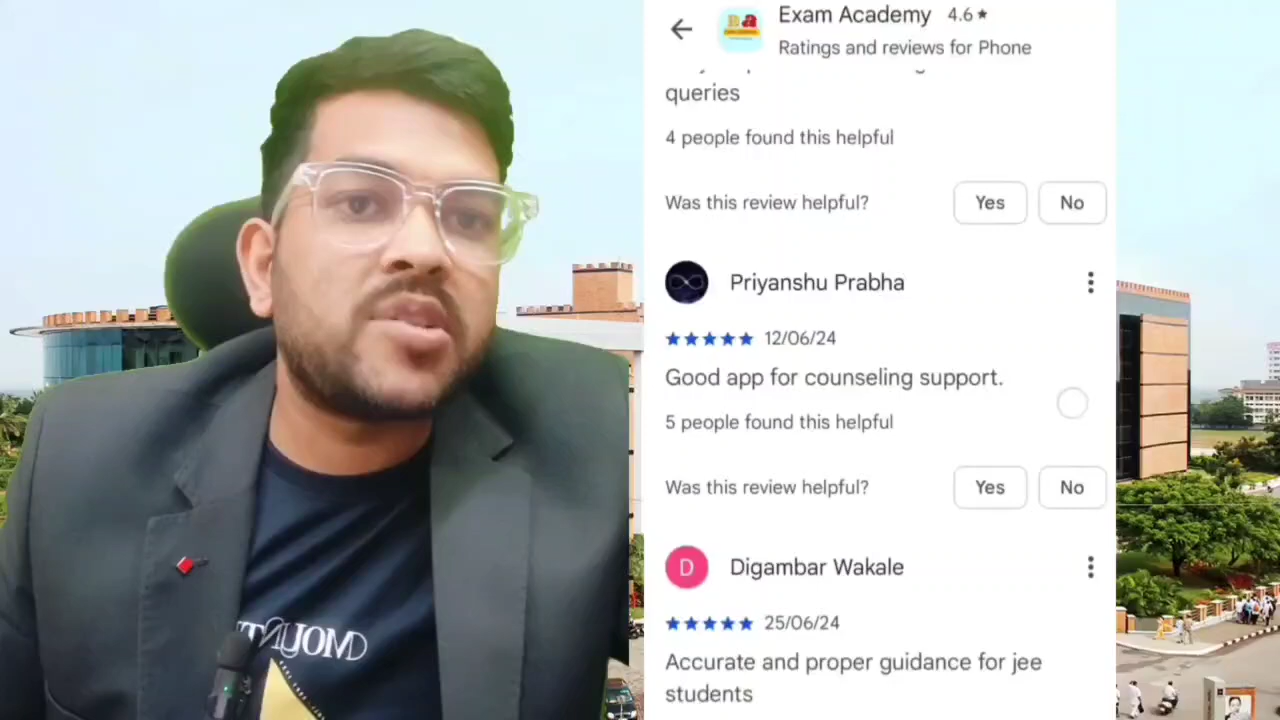 Exam Academy 4.6 ★
Ratings and reviews for Phone
queries
4 people found this helpful
Was this review helpful? Yes No
Priyanshu Prabha
★★★★★ 12/06/24
Good app for counseling support.
5 people found this helpful
Was this review helpful? Yes No
D Digambar Wakale
★★★★★ 25/06/24
Accurate and proper guidance for jee
students